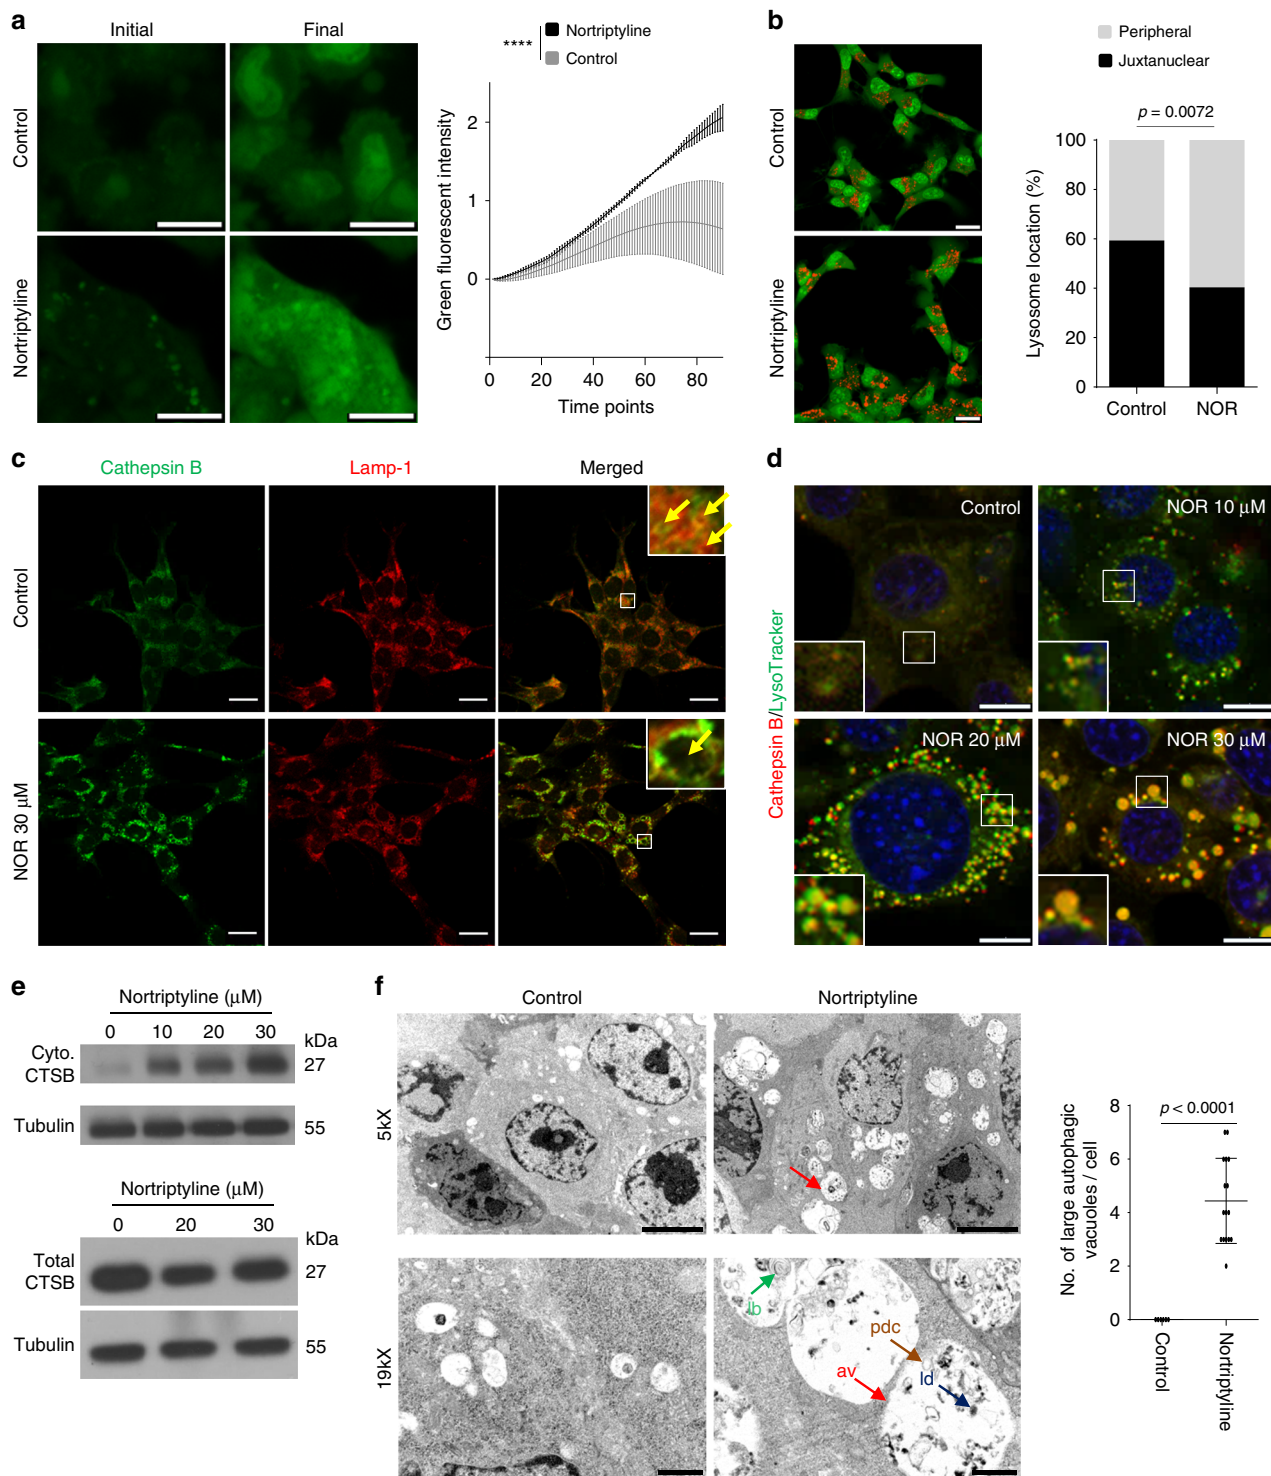 a
Initial
Final
Control
Nortriptyline
****
Nortriptyline
Control
Green fluorescent intensity
2
1
0
0
20
40
60
80
Time points
b
Control
Nortriptyline
Peripheral
Juxtanuclear
p = 0.0072
Lysosome location (%)
100
80
60
40
20
0
Control
NOR
c
Cathepsin B
Lamp-1
Merged
Control
NOR 30 μM
d
Cathepsin B/LysoTracker
Control
NOR 10 μM
NOR 20 μM
NOR 30 μM
e
Nortriptyline (μM)
0 10 20 30
kDa
Cyto.
CTSB
27
Tubulin
55
Nortriptyline (μM)
0 20 30
kDa
Total
CTSB
27
Tubulin
55
f
Control
Nortriptyline
5kX
19kX
lb
pdc
av
ld
No. of large autophagic
vacuoles / cell
8
6
4
2
0
p < 0.0001
Control
Nortriptyline